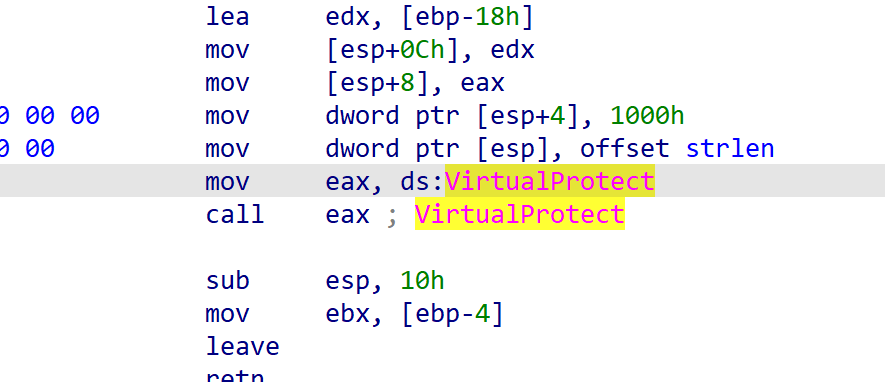 lea edx, [ebp-18h]
mov [esp+0Ch], edx
mov [esp+8], eax
0 00 00 mov dword ptr [esp+4], 1000h
0 00 mov dword ptr [esp], offset strlen
mov eax, ds:VirtualProtect
call eax ; VirtualProtect
sub esp, 10h
mov ebx, [ebp-4]
leave
retn